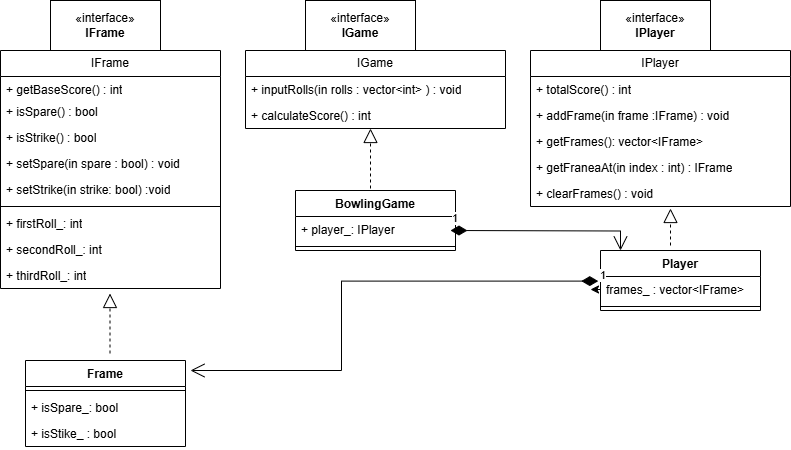 «interface»
IFrame
IFrame
+ getBaseScore() : int
+ isSpare() : bool
+ isStrike() : bool
+ setSpare(in spare : bool) : void
+ setStrike(in strike: bool) :void
+ firstRoll_: int
+ secondRoll_: int
+ thirdRoll_: int
«interface»
IGame
IGame
+ inputRolls(in rolls : vector<int> ) : void
+ calculateScore() : int
«interface»
IPlayer
IPlayer
+ totalScore() : int
+ addFrame(in frame :IFrame) : void
+ getFrames(): vector<IFrame>
+ getFraneaAt(in index : int) : IFrame
+ clearFrames() : void
BowlingGame
+ player_: IPlayer
1
Player
1
frames_ : vector<IFrame>
Frame
+ isSpare_: bool
+ isStike_ : bool